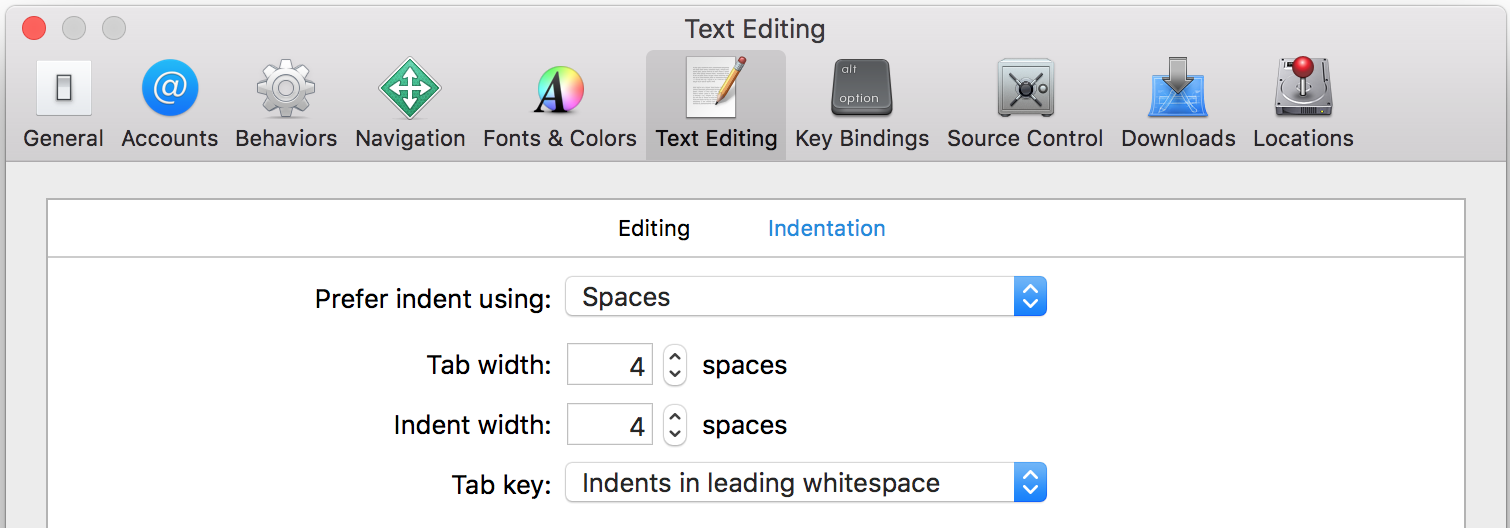 Text Editing
alt
option
General Accounts Behaviors Navigation Fonts & Colors Text Editing Key Bindings Source Control Downloads Locations
Editing Indentation
Prefer indent using: Spaces
Tab width: 4 spaces
Indent width: 4 spaces
Tab key: Indents in leading whitespace